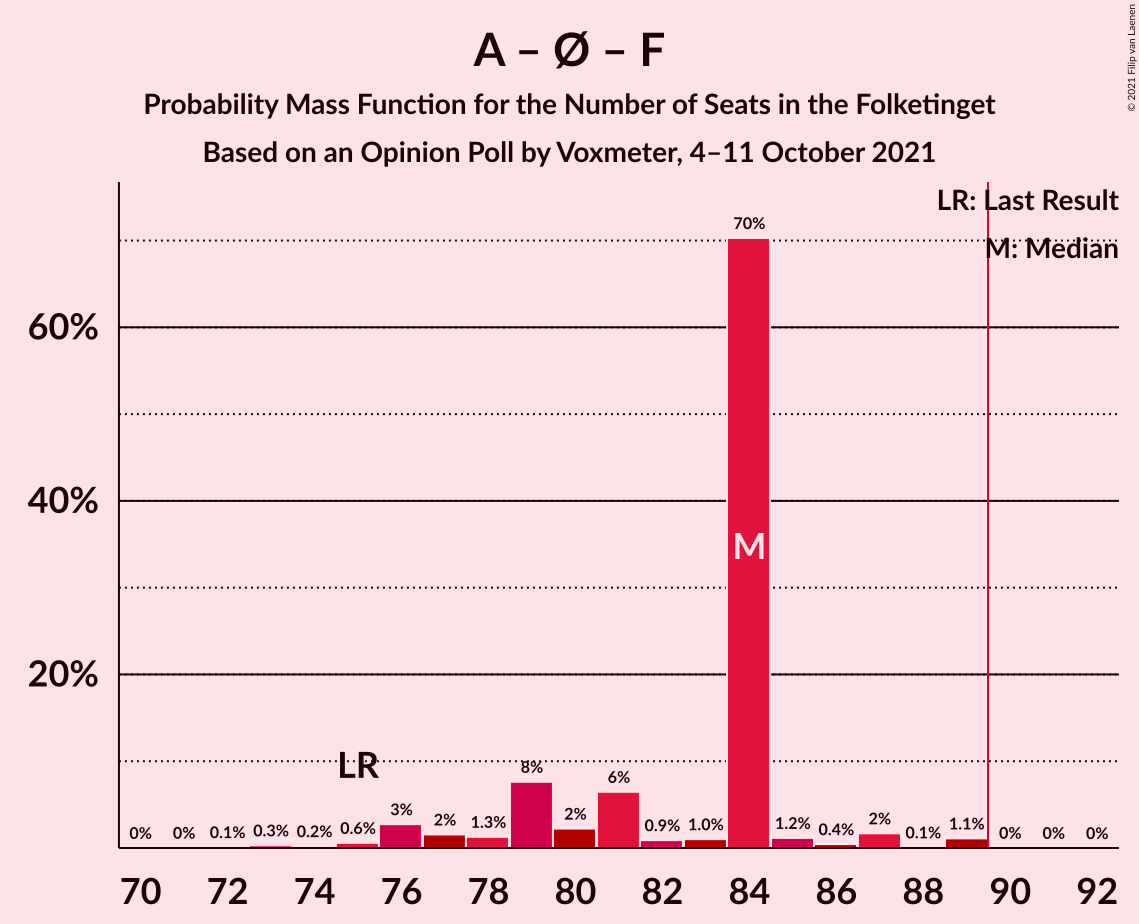 A – Ø – F
Probability Mass Function for the Number of Seats in the Folketinget
Based on an Opinion Poll by Voxmeter, 4–11 October 2021
© 2021 Filip van Laenen
LR: Last Result
M: Median
70%
60%
40%
M
20%
LR
0% 0% 0.1% 0.3% 0.2% 0.6% 3% 2% 1.3% 8% 2% 6% 0.9% 1.0% 1.2% 0.4% 2% 0.1% 1.1% 0% 0% 0%
70 72 74 76 78 80 82 84 86 88 90 92